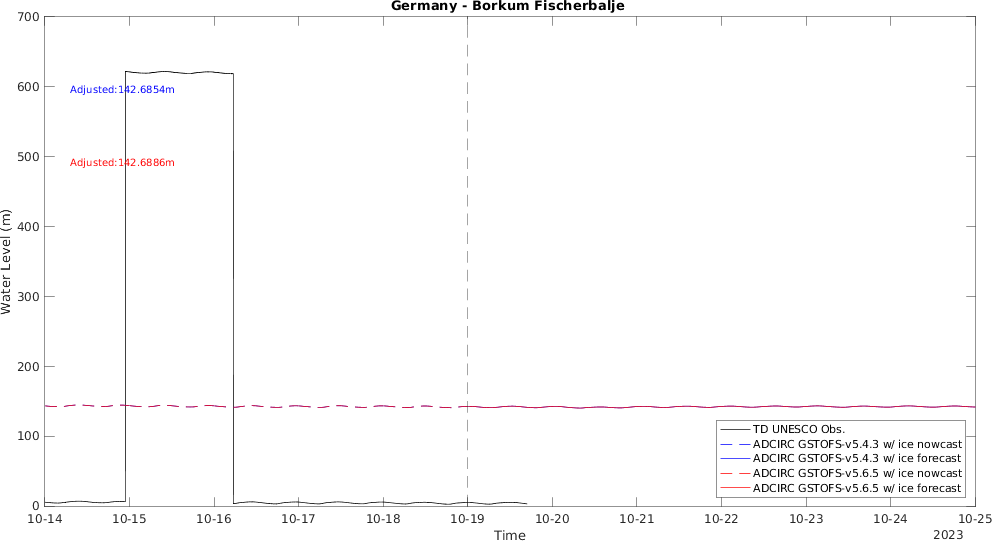 Germany - Borkum Fischerbalje
700
600
500
400
300
200
100
0
Water Level (m)
Adjusted:142.6854m
Adjusted:142.6886m
TD UNESCO Obs.
ADCIRC GSTOFS-v5.4.3 w/ ice nowcast
ADCIRC GSTOFS-v5.4.3 w/ ice forecast
ADCIRC GSTOFS-v5.6.5 w/ ice nowcast
ADCIRC GSTOFS-v5.6.5 w/ ice forecast
10-14 10-15 10-16 10-17 10-18 10-19 10-20 10-21 10-22 10-23 10-24 10-25
Time
2023